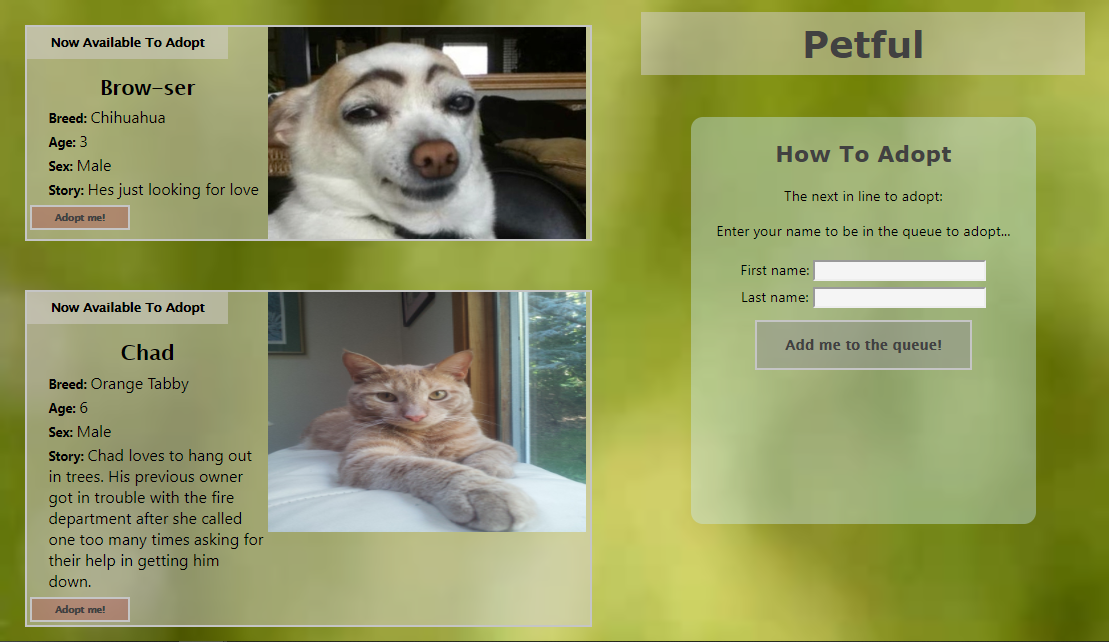 Now Available To Adopt
Brow-ser
Breed: Chihuahua
Age: 3
Sex: Male
Story: Hes just looking for love
Adopt me!
Now Available To Adopt
Chad
Breed: Orange Tabby
Age: 6
Sex: Male
Story: Chad loves to hang out
in trees. His previous owner
got in trouble with the fire
department after she called
one too many times asking for
their help in getting him
down.
Adopt me!
Petful
How To Adopt
The next in line to adopt:
Enter your name to be in the queue to adopt...
First name:
Last name:
Add me to the queue!